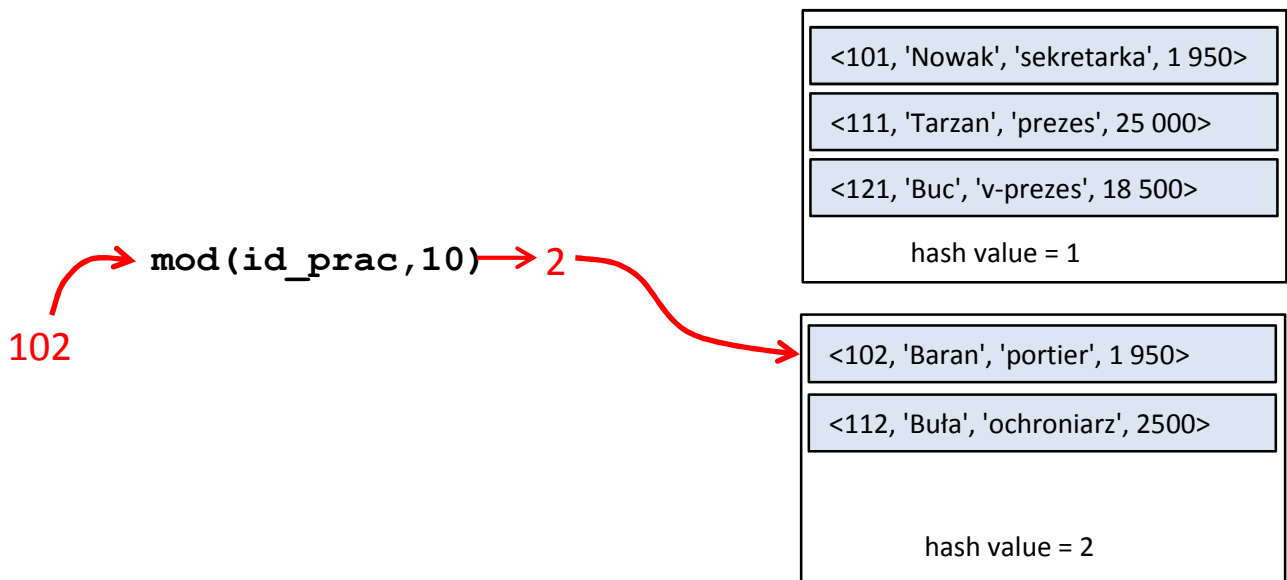 <101, 'Nowak', 'sekretarka', 1 950>
<111, 'Tarzan', 'prezes', 25 000>
<121, 'Buc', 'v-prezes', 18 500>
hash value = 1
mod(id_prac,10) 2
102
<102, 'Baran', 'portier', 1 950>
<112, 'Buła', 'ochroniarz', 2500>
hash value = 2